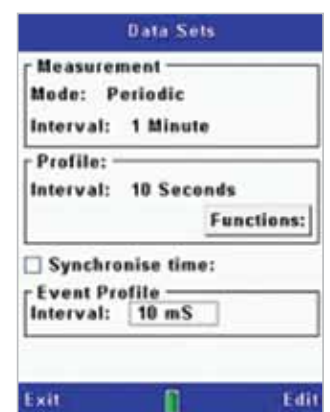 Data Sets
Measurement
Mode: Periodic
Interval: 1 Minute
Profile:
Interval: 10 Seconds
Functions:
Synchronise time:
Event Profile
Interval: 10 mS
Exit Edit